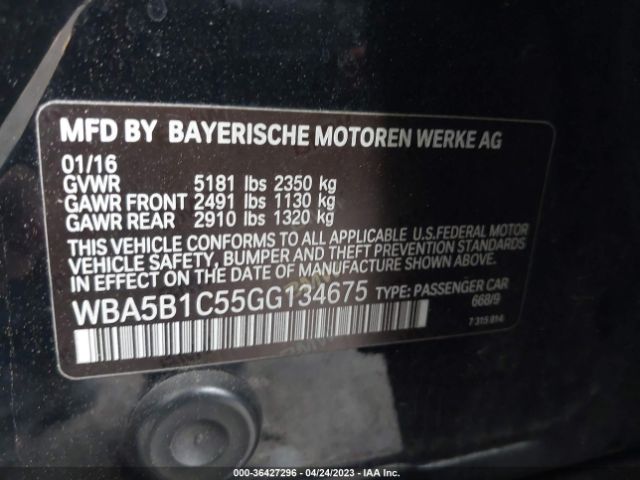 MFD BY BAYERISCHE MOTOREN WERKE AG
01/16
GVWR 5181 lbs 2350 kg
GAWR FRONT 2491 lbs 1130 kg
GAWR REAR 2910 lbs 1320 kg
THIS VEHICLE CONFORMS TO ALL APPLICABLE U.S.FEDERAL MOTOR
VEHICLE SAFETY, BUMPER AND THEFT PREVENTION STANDARDS
IN EFFECT ON THE DATE OF MANUFACTURE SHOWN ABOVE.
WBA5B1C55GG134675 TYPE: PASSENGER CAR
668/9
7 315 814
000-36427296 - 04/24/2023 - IAA Inc.